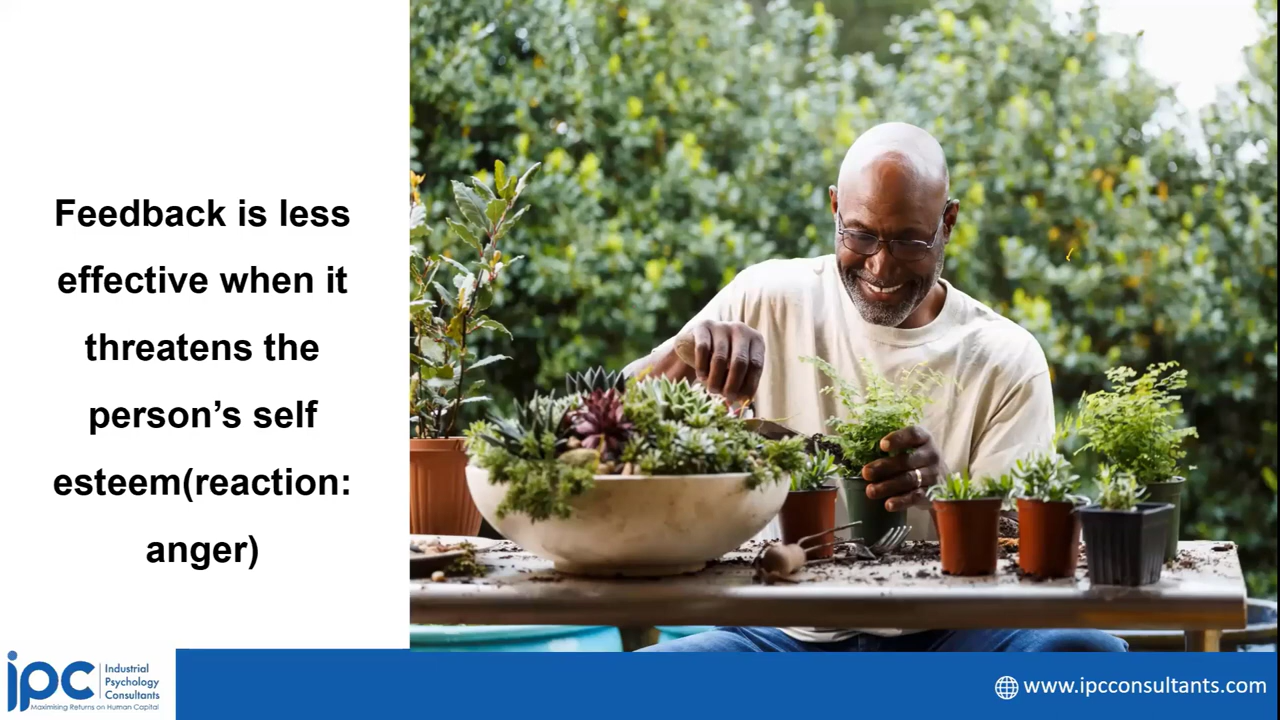 Feedback is less
effective when it
threatens the
person’s self
esteem(reaction:
anger)
ipc
Industrial
Psychology
Consultants
Maximising Returns on Human Capital
www.ipcconsultants.com